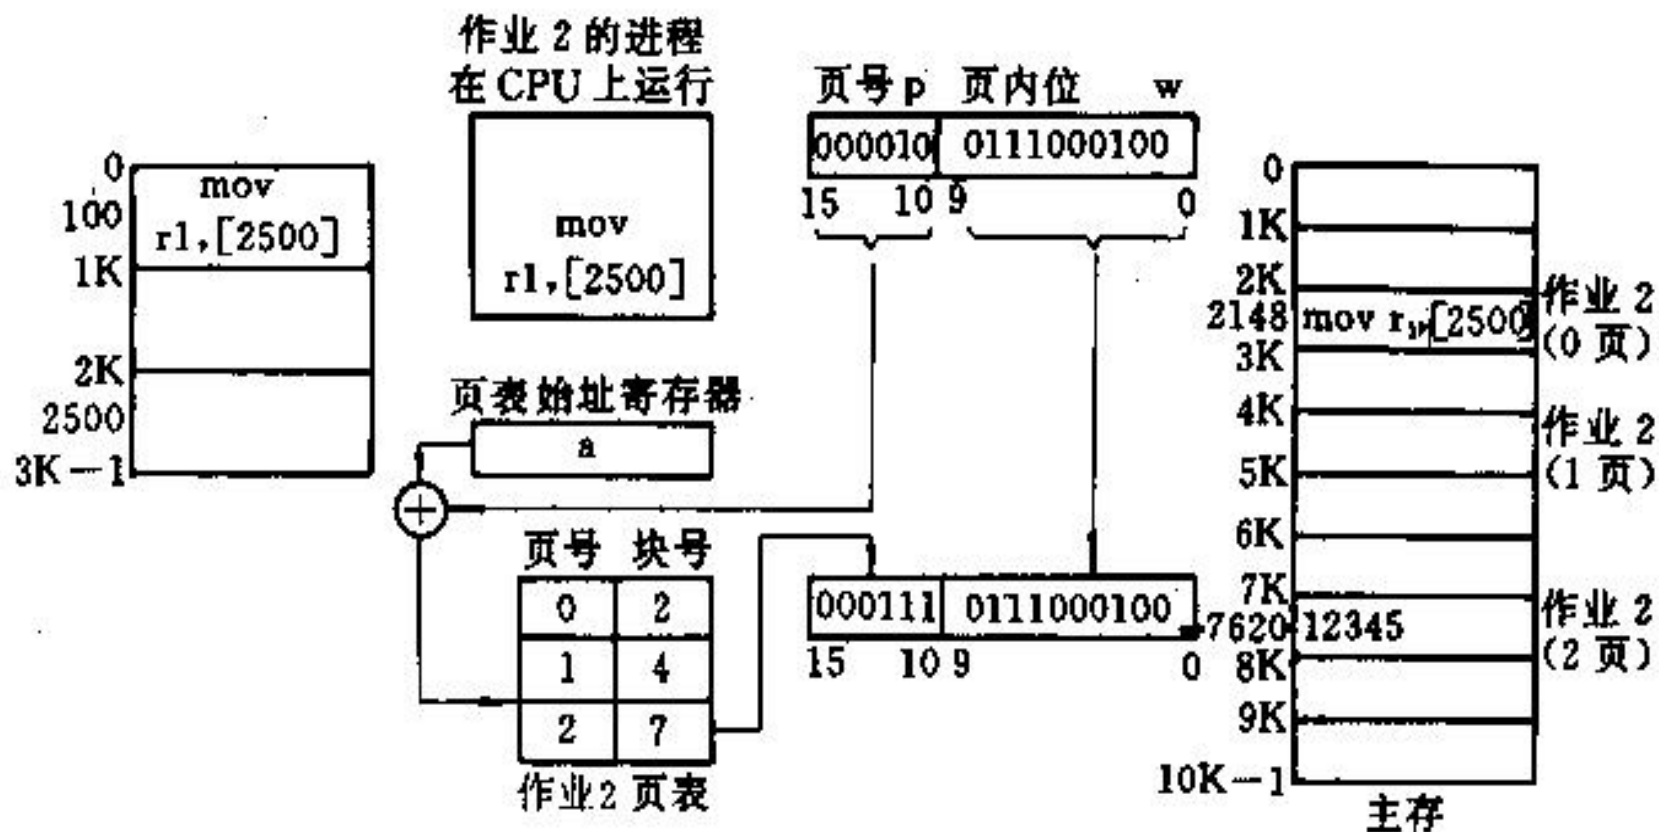 作业 2 的进程
在 CPU 上运行
页号 p 页内位 w
000010 0111000100
15 10 9 0
0
mov
100
r1,[2500]
1K
2K
2500
3K-1
mov
r1,[2500]
页表始址寄存器
a
+
页号 块号
0 2
1 4
2 7
作业2 页表
000111 0111000100
15 10 9 0
0
1K
2K
2148 mov r1,[2500]
3K
4K
5K
6K
7K
7620 12345
8K
9K
10K-1
主存
作业 2
(0 页)
作业 2
(1 页)
作业 2
(2 页)